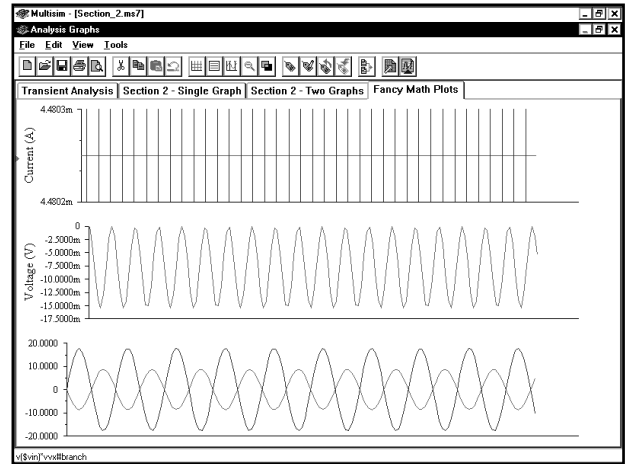 Multisim - [Section_2.ms7]
Analysis Graphs
File Edit View Tools
Transient Analysis Section 2 - Single Graph Section 2 - Two Graphs Fancy Math Plots
4.4803m
Current (A)
4.4802m
0
-2.5000m
-5.0000m
-7.5000m
-10.0000m
-12.5000m
-15.0000m
-17.5000m
Voltage (V)
20.0000
10.0000
0
-10.0000
-20.0000
v($vin)*vvx#branch